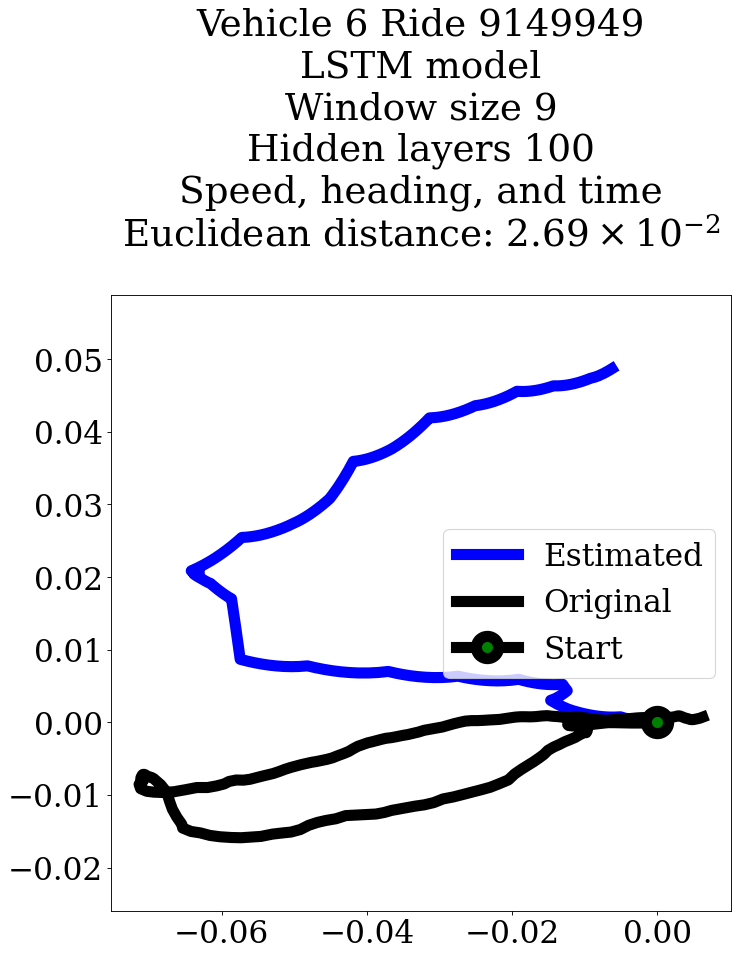 Vehicle 6 Ride 9149949
LSTM model
Window size 9
Hidden layers 100
Speed, heading, and time
Euclidean distance: 2.69 × 10⁻²
0.05
0.04
0.03
0.02
0.01
0.00
−0.01
−0.02
Estimated
Original
Start
−0.06 −0.04 −0.02 0.00